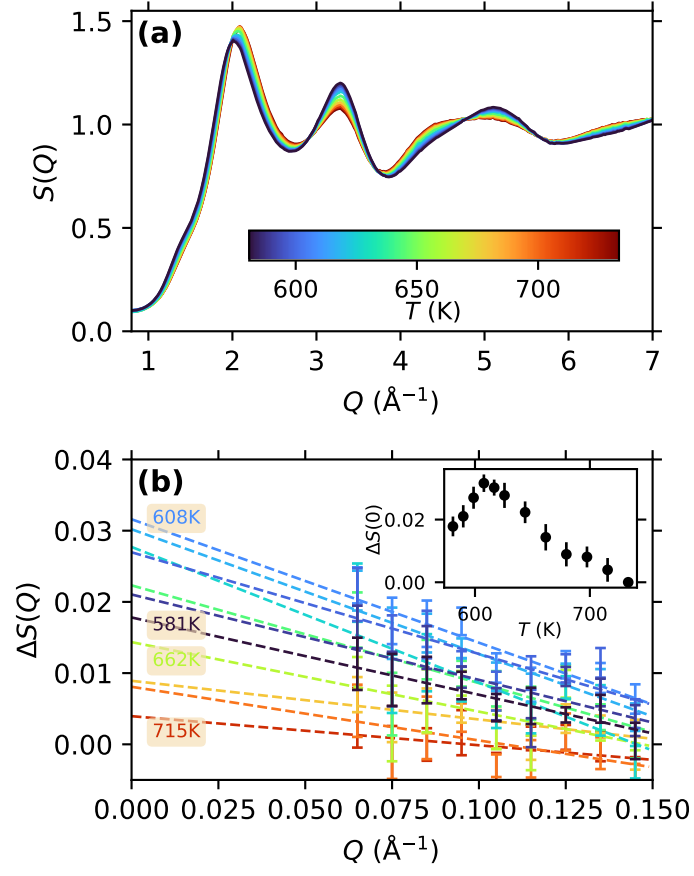 (a)
1.5
1.0
0.5
0.0
S(Q)
600 650 700
T (K)
1 2 3 4 5 6 7
Q (Å⁻¹)
(b)
0.04
0.03
0.02
0.01
0.00
ΔS(Q)
608K
581K
662K
715K
ΔS(0)
0.02
0.00
600 700
T (K)
0.000 0.025 0.050 0.075 0.100 0.125 0.150
Q (Å⁻¹)